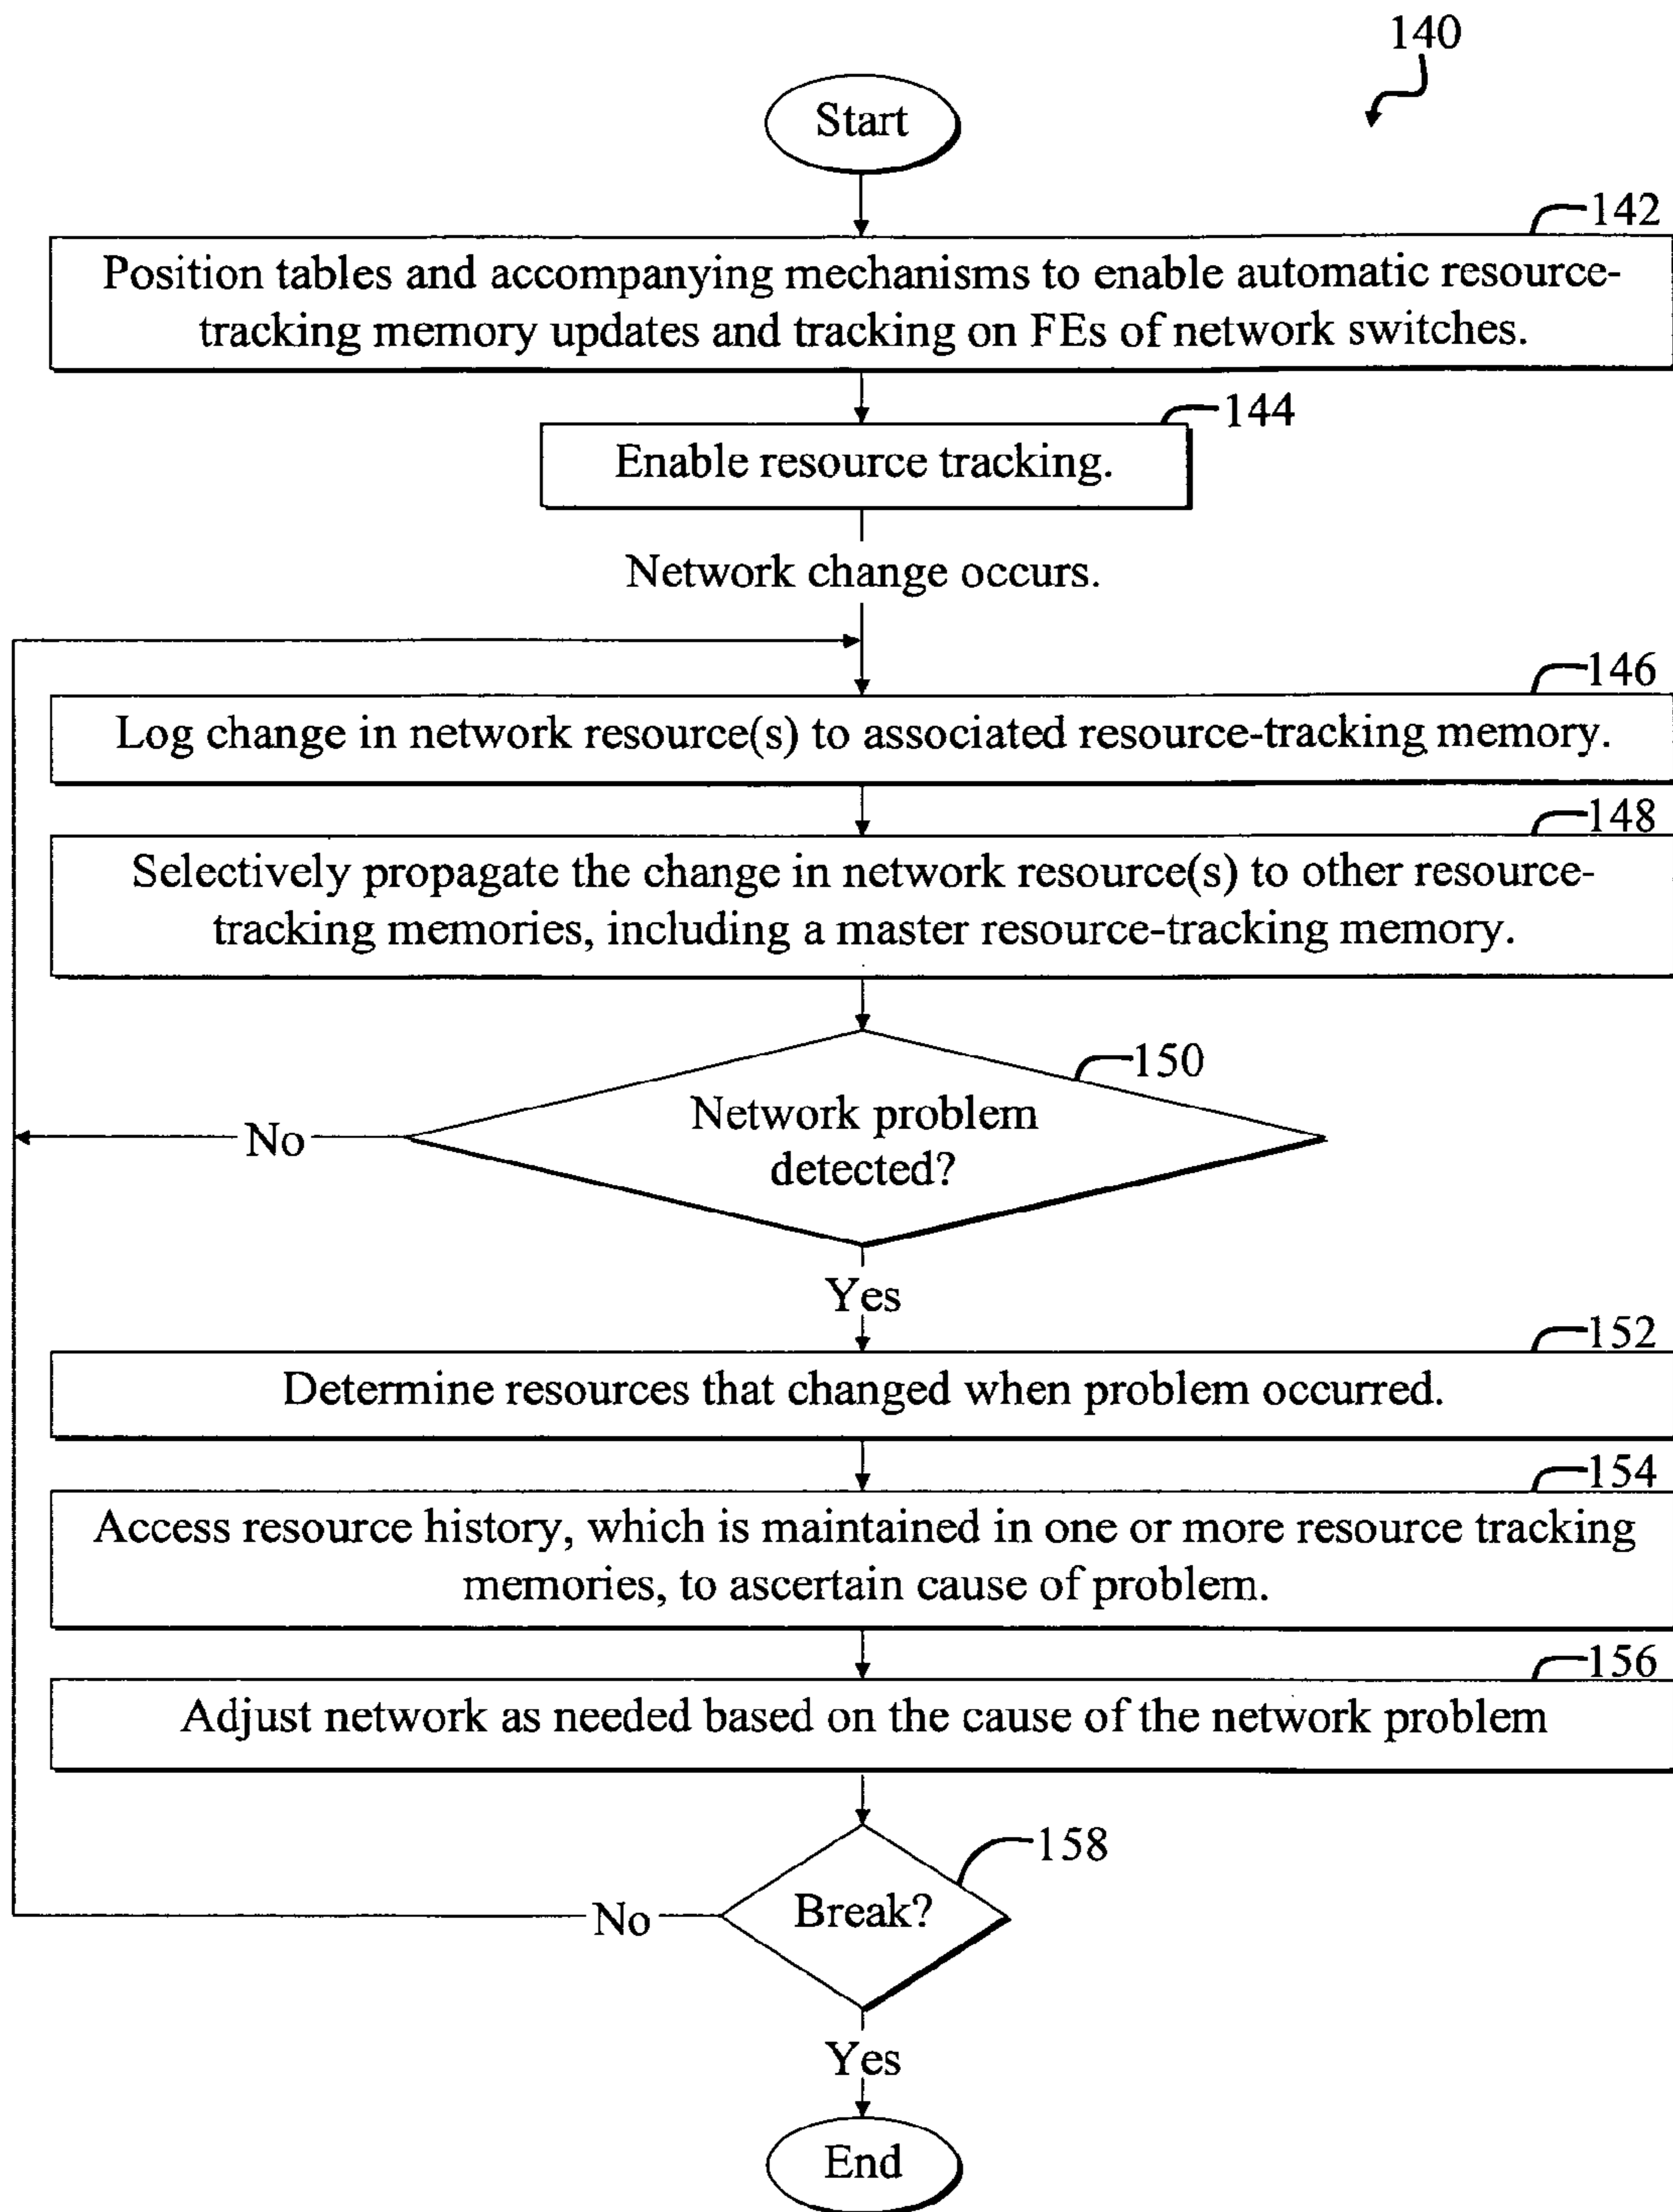 140
Start
142
Position tables and accompanying mechanisms to enable automatic resource-
tracking memory updates and tracking on FEs of network switches.
144
Enable resource tracking.
Network change occurs.
146
Log change in network resource(s) to associated resource-tracking memory.
148
Selectively propagate the change in network resource(s) to other resource-
tracking memories, including a master resource-tracking memory.
150
Network problem
detected?
No
Yes
152
Determine resources that changed when problem occurred.
154
Access resource history, which is maintained in one or more resource tracking
memories, to ascertain cause of problem.
156
Adjust network as needed based on the cause of the network problem
158
Break?
No
Yes
End